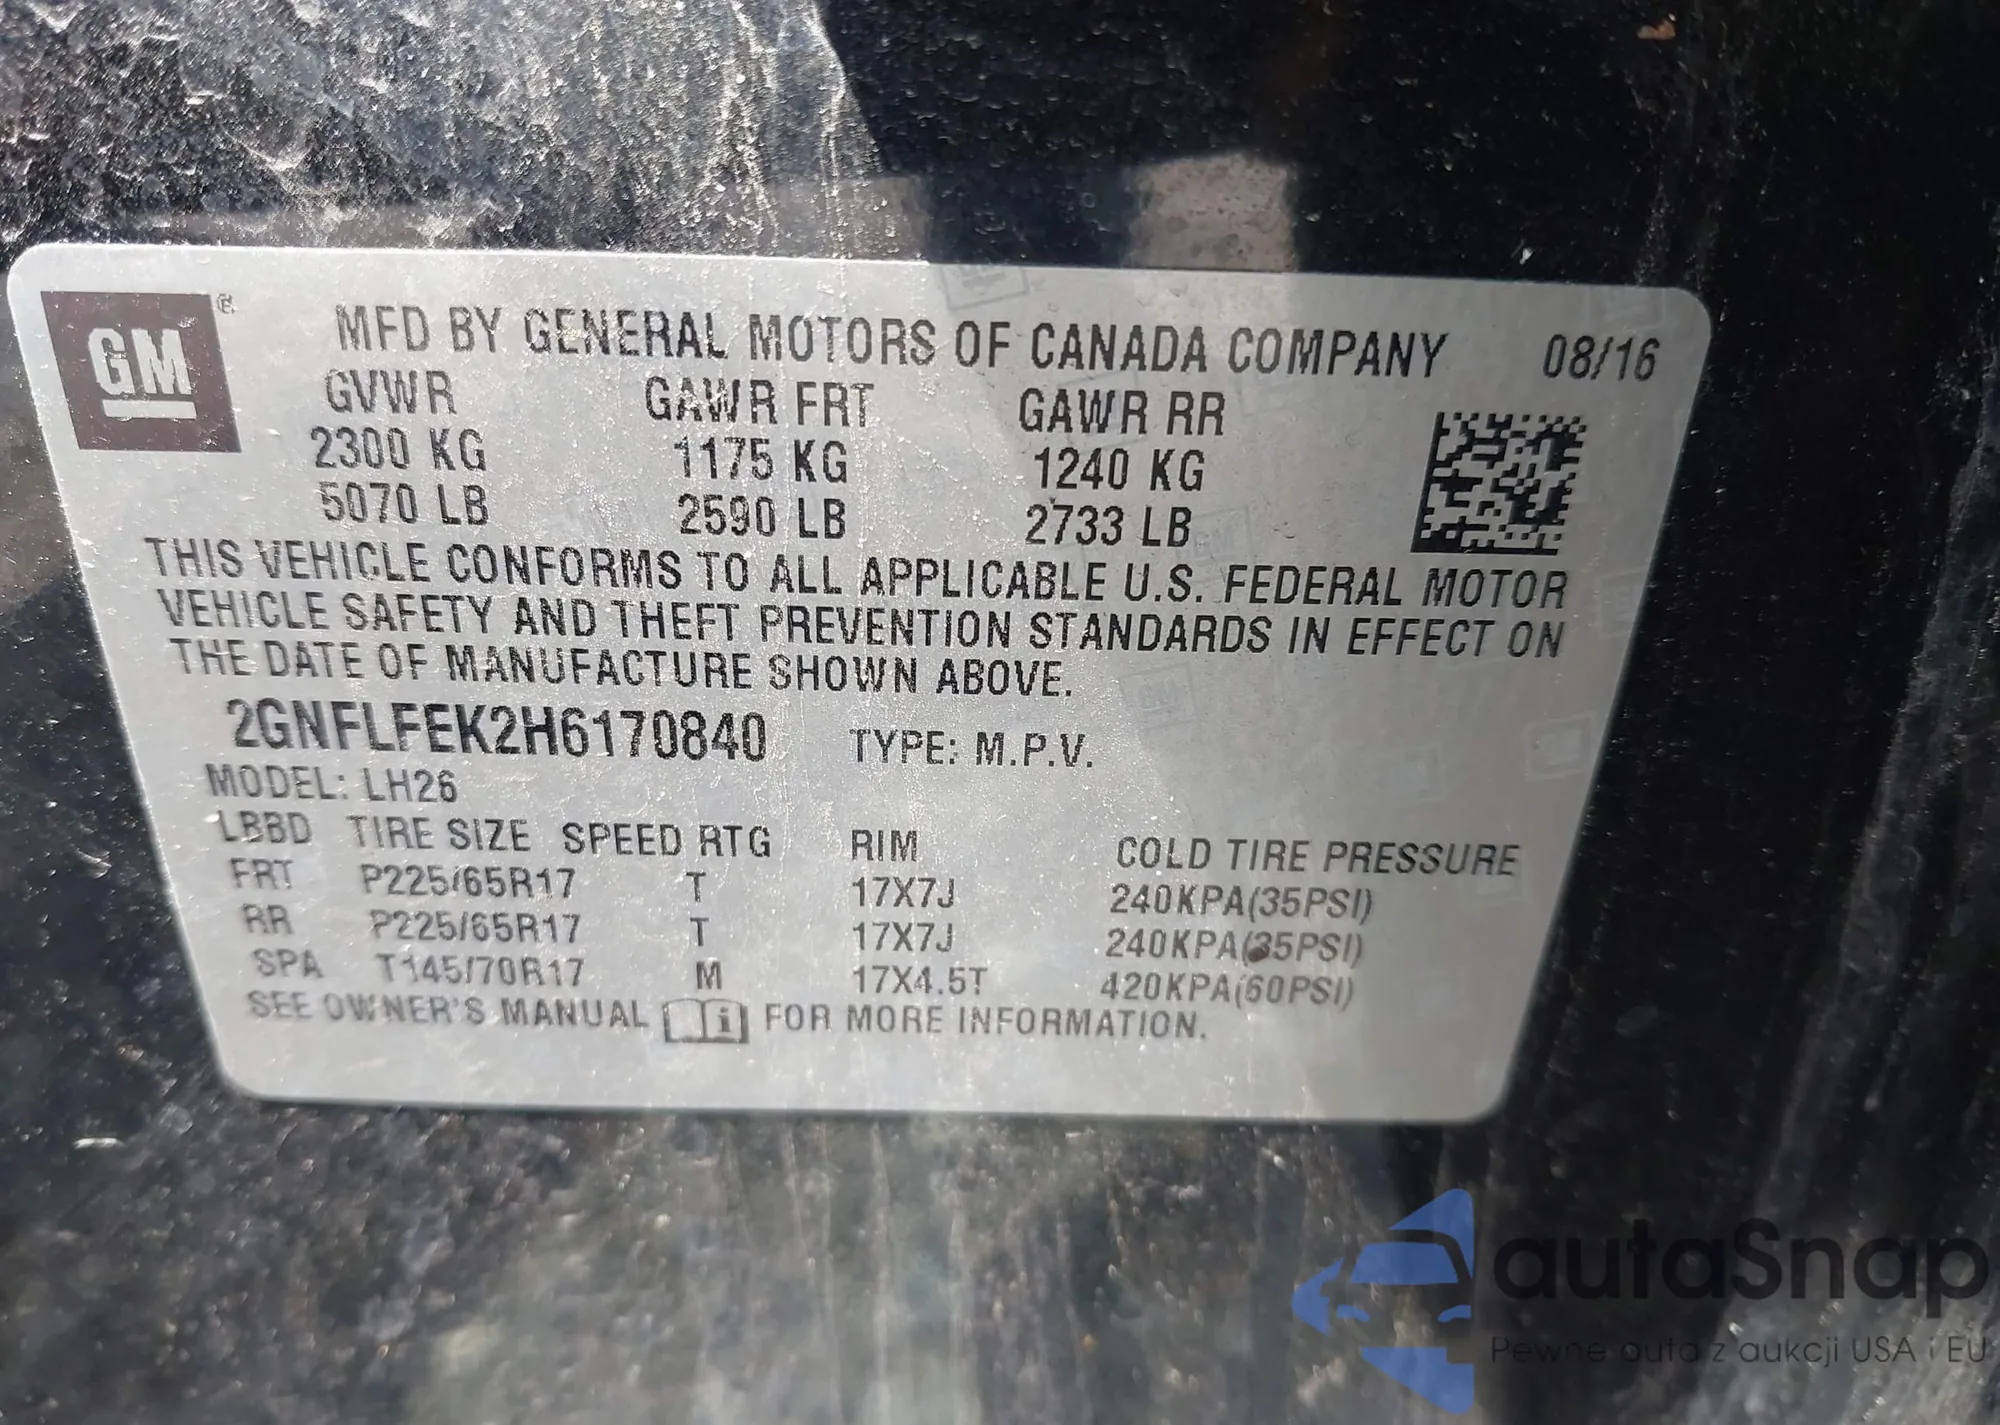 GM® MFD BY GENERAL MOTORS OF CANADA COMPANY 08/16
GVWR GAWR FRT GAWR RR
2300 KG 1175 KG 1240 KG
5070 LB 2590 LB 2733 LB
THIS VEHICLE CONFORMS TO ALL APPLICABLE U.S. FEDERAL MOTOR
VEHICLE SAFETY AND THEFT PREVENTION STANDARDS IN EFFECT ON
THE DATE OF MANUFACTURE SHOWN ABOVE.
2GNFLFEK2H6170840 TYPE: M.P.V.
MODEL: LH26
LBBD TIRE SIZE SPEED RTG RIM COLD TIRE PRESSURE
FRT P225/65R17 T 17X7J 240KPA(35PSI)
RR P225/65R17 T 17X7J 240KPA(35PSI)
SPA T145/70R17 M 17X4.5T 420KPA(60PSI)
SEE OWNER'S MANUAL i FOR MORE INFORMATION.
autaSnap
Pewne auta z aukcji USA i EU